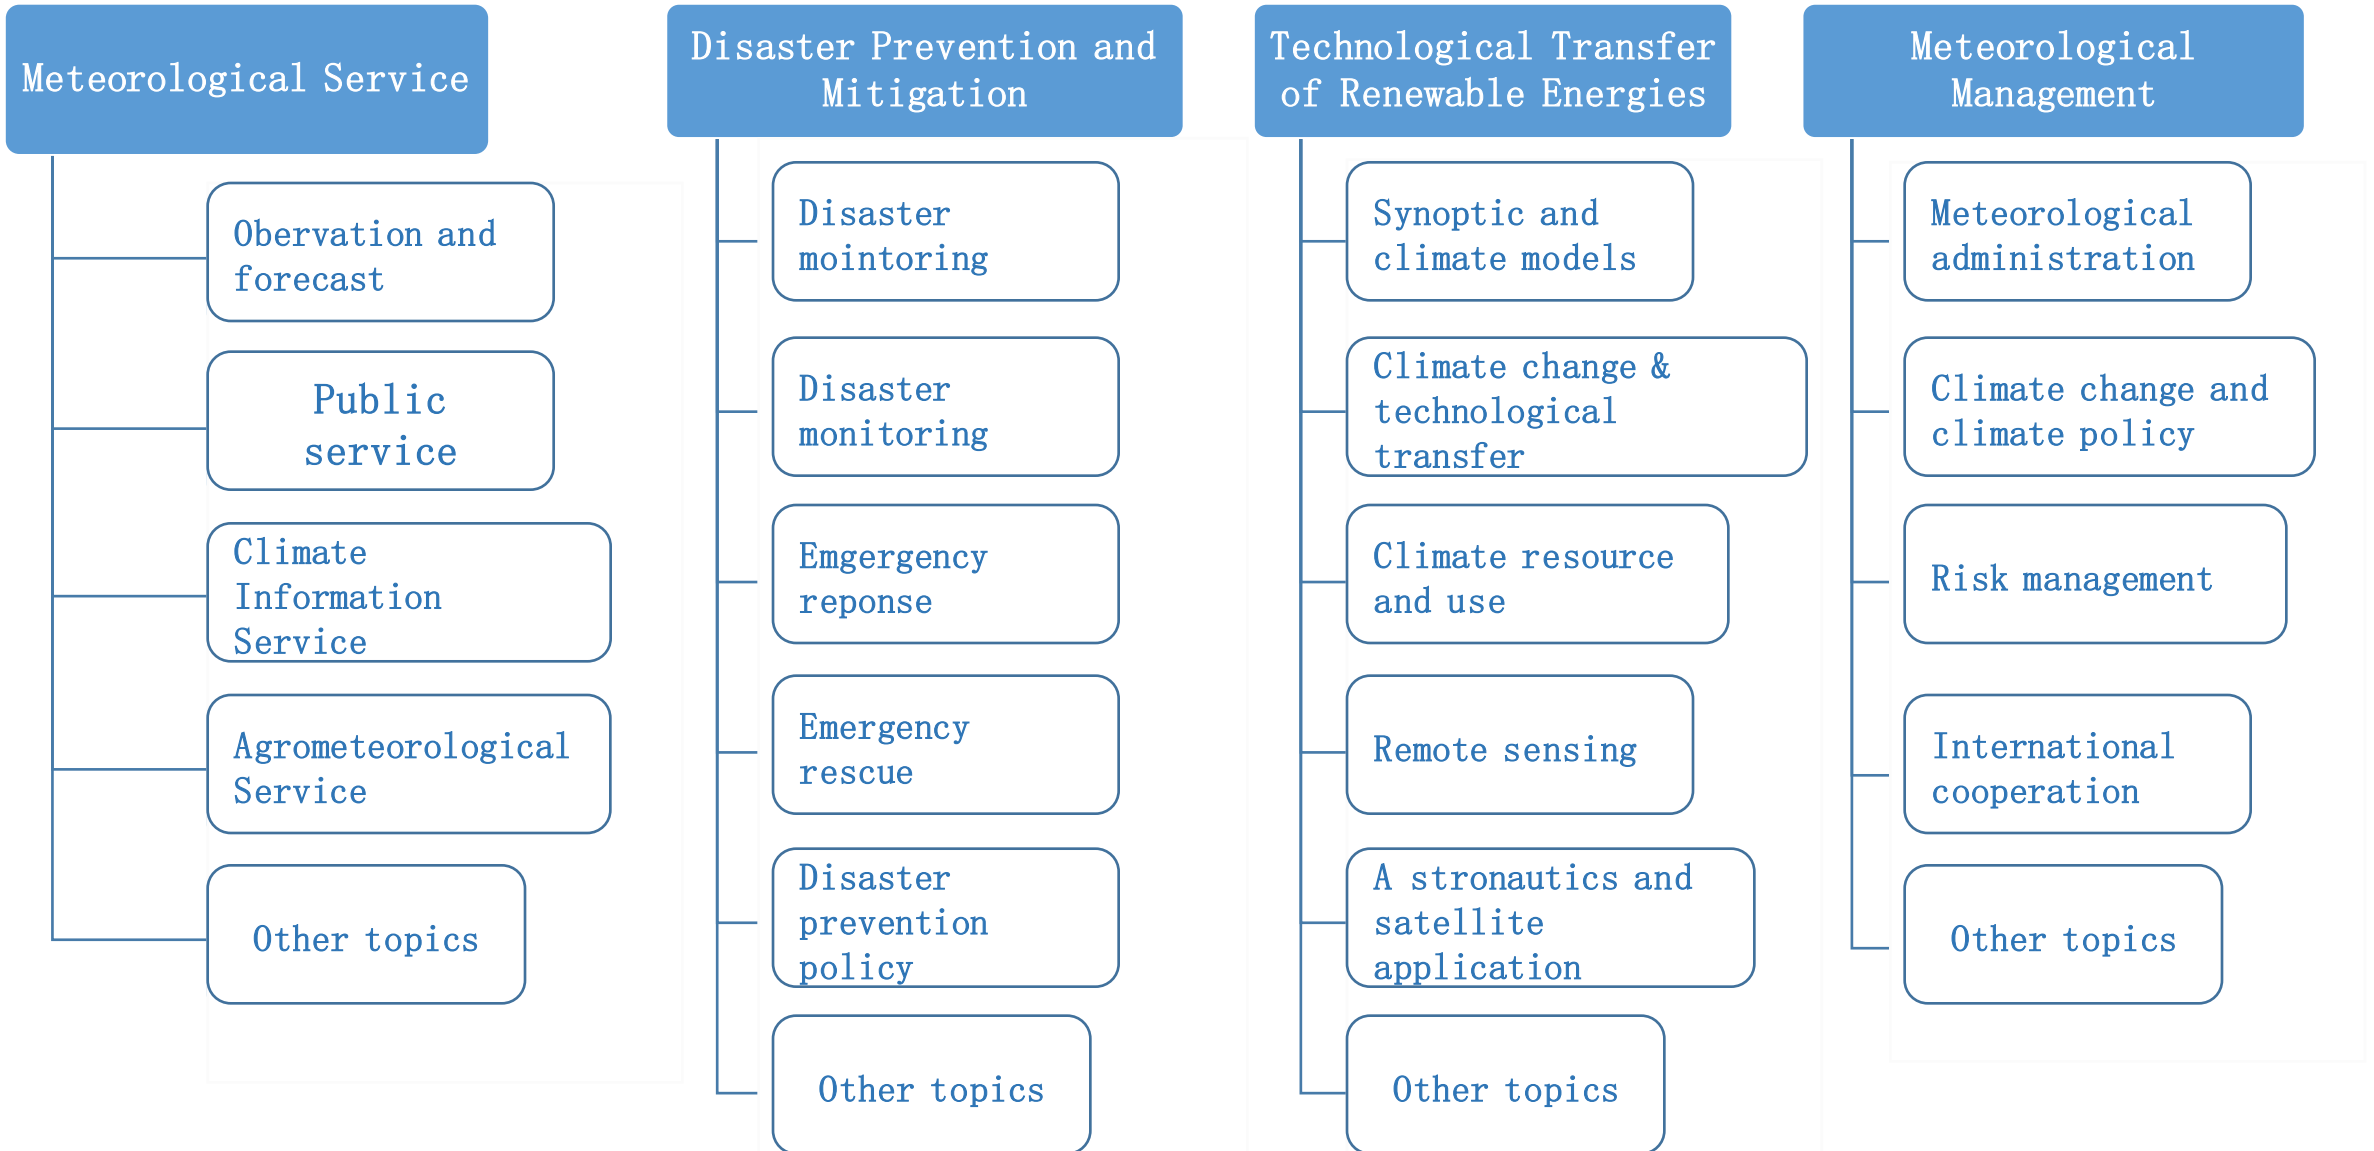 Meteorological Service
Obervation and
forecast
Public
service
Climate
Information
Service
Agrometeorological
Service
Other topics
Disaster Prevention and
Mitigation
Disaster
mointoring
Disaster
monitoring
Emgergency
reponse
Emergency
rescue
Disaster
prevention
policy
Other topics
Technological Transfer
of Renewable Energies
Synoptic and
climate models
Climate change &
technological
transfer
Climate resource
and use
Remote sensing
A stronautics and
satellite
application
Other topics
Meteorological
Management
Meteorological
administration
Climate change and
climate policy
Risk management
International
cooperation
Other topics